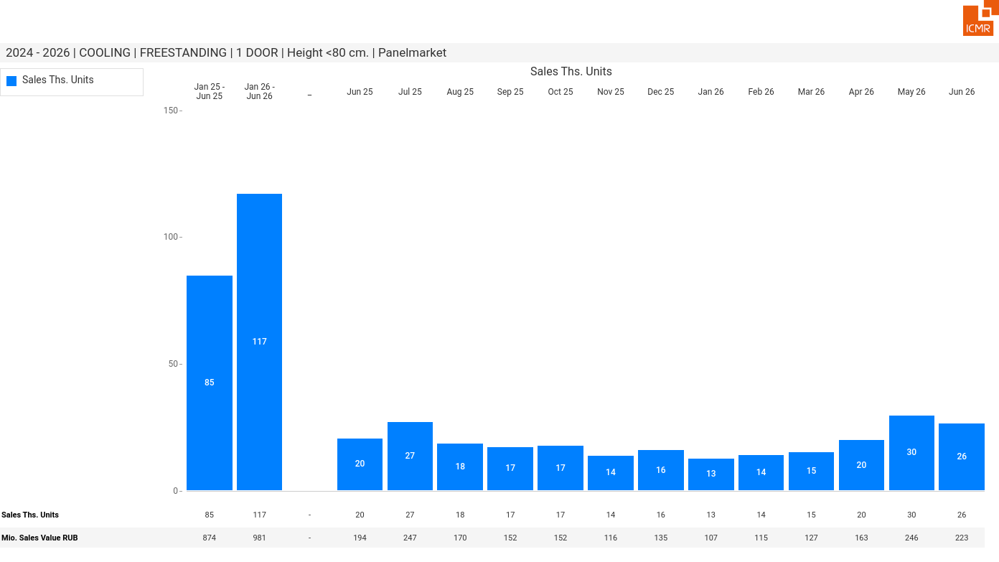 ICMR
2024 - 2026 | COOLING | FREESTANDING | 1 DOOR | Height <80 cm. | Panelmarket
Sales Ths. Units
Sales Ths. Units
Jan 25 - Jan 26 -
Jun 25 Jun 26 – Jun 25 Jul 25 Aug 25 Sep 25 Oct 25 Nov 25 Dec 25 Jan 26 Feb 26 Mar 26 Apr 26 May 26 Jun 26
150
100
50
0
85 117 20 27 18 17 17 14 16 13 14 15 20 30 26
Sales Ths. Units 85 117 - 20 27 18 17 17 14 16 13 14 15 20 30 26
Mio. Sales Value RUB 874 981 - 194 247 170 152 152 116 135 107 115 127 163 246 223